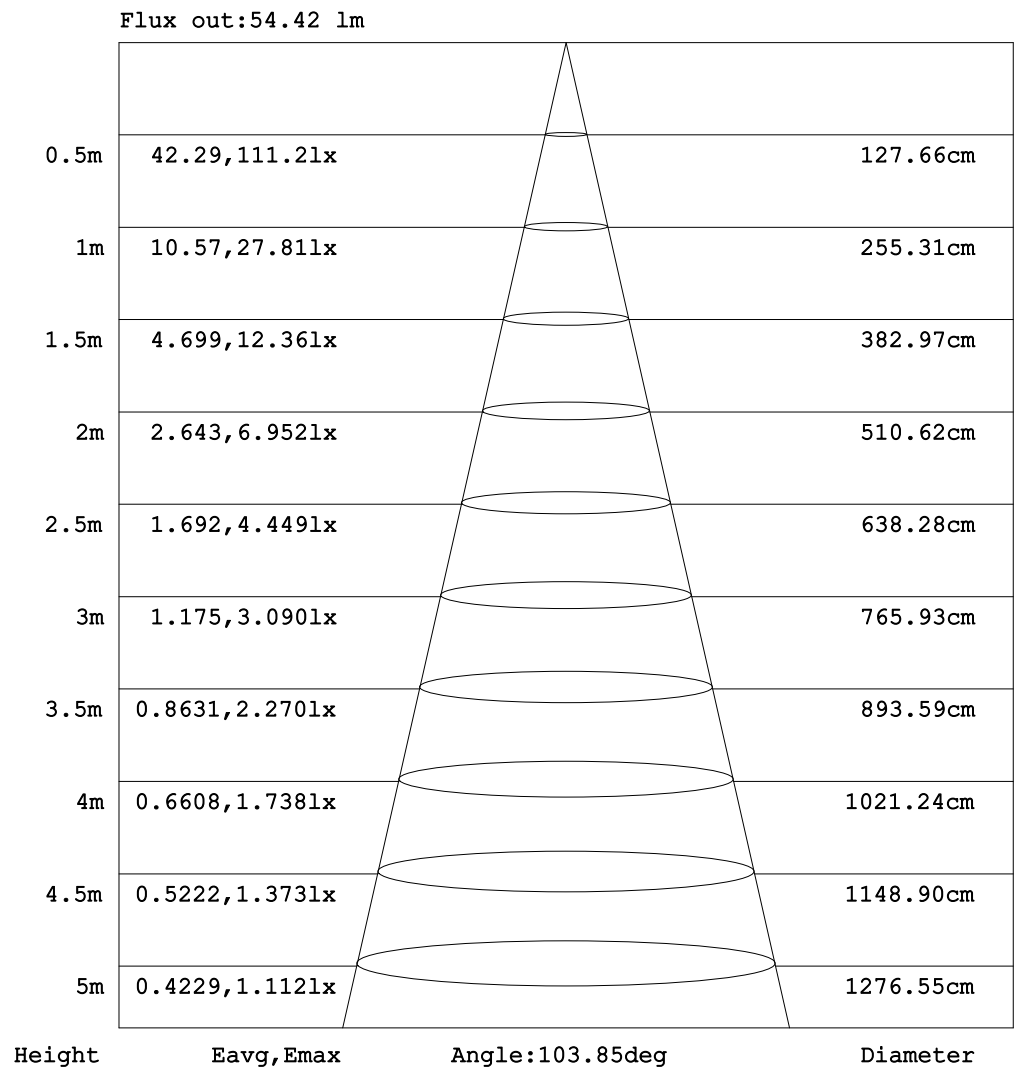 Flux out:54.42 lm
0.5m 42.29,111.2lx 127.66cm
1m 10.57,27.81lx 255.31cm
1.5m 4.699,12.36lx 382.97cm
2m 2.643,6.952lx 510.62cm
2.5m 1.692,4.449lx 638.28cm
3m 1.175,3.090lx 765.93cm
3.5m 0.8631,2.270lx 893.59cm
4m 0.6608,1.738lx 1021.24cm
4.5m 0.5222,1.373lx 1148.90cm
5m 0.4229,1.112lx 1276.55cm
Height Eavg,Emax Angle:103.85deg Diameter